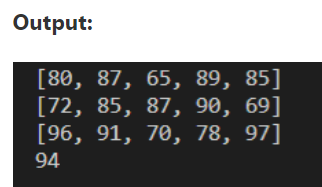 Output:
[80, 87, 65, 89, 85]
[72, 85, 87, 90, 69]
[96, 91, 70, 78, 97]
94